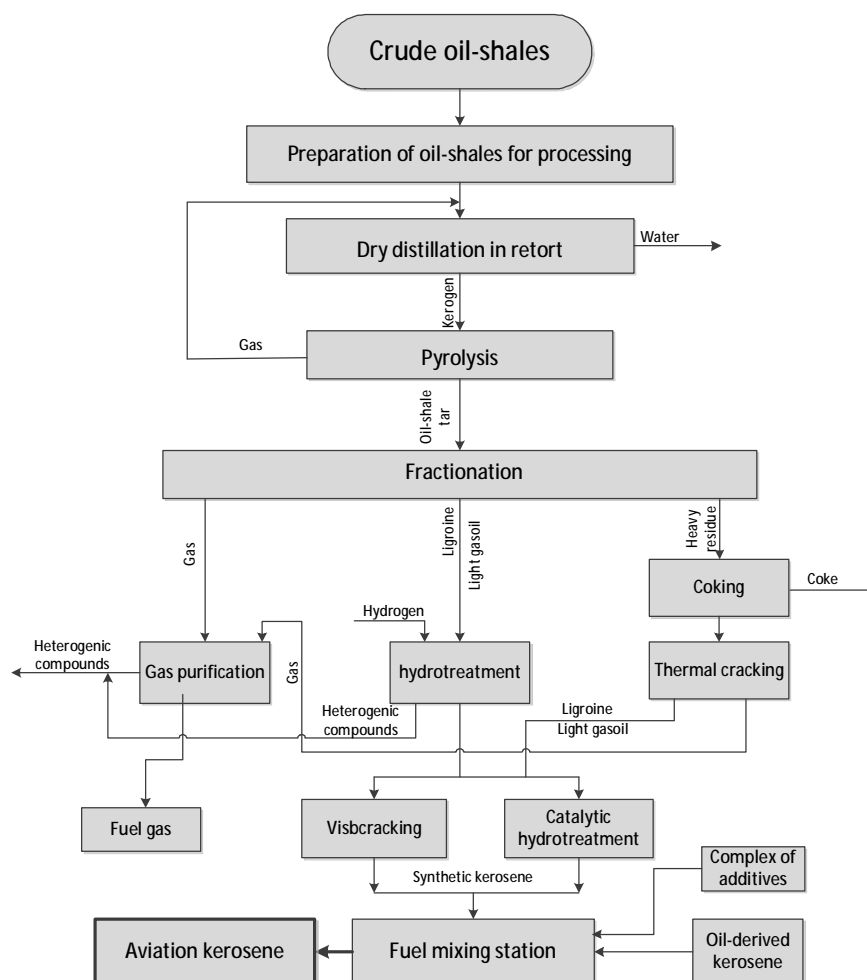 Crude oil-shales
Preparation of oil-shales for processing
Dry distillation in retort
Water
Kerogen
Gas
Pyrolysis
Oil-shale
tar
Fractionation
Gas
Ligroine
Light gasoil
Heavy
residue
Coking
Coke
Hydrogen
Heterogenic
compounds
Gas purification
Gas
hydrotreatment
Thermal cracking
Heterogenic
compounds
Ligroine
Light gasoil
Fuel gas
Visbcracking
Catalytic
hydrotreatment
Synthetic kerosene
Complex of
additives
Aviation kerosene
Fuel mixing station
Oil-derived
kerosene